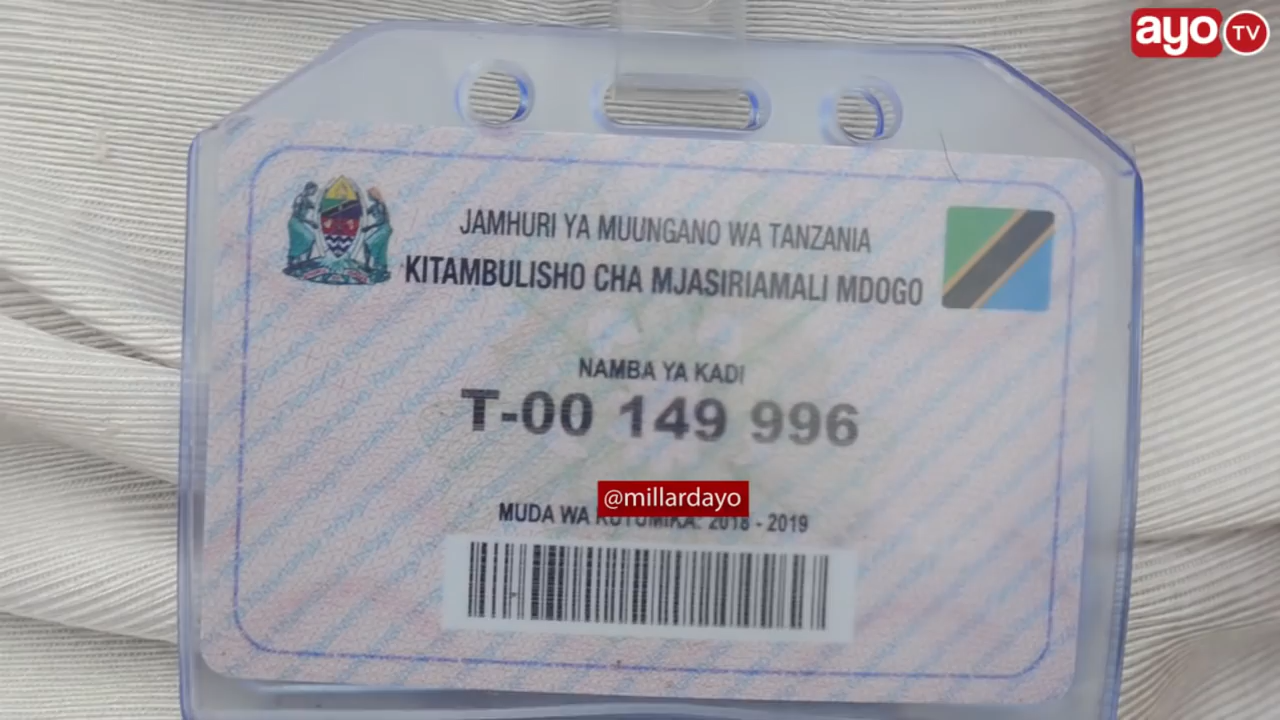 ayo TV
JAMHURI YA MUUNGANO WA TANZANIA
KITAMBULISHO CHA MJASIRIAMALI MDOGO
NAMBA YA KADI
T-00 149 996
@millardayo
MUDA WA KUTUMIKA: 2018 - 2019